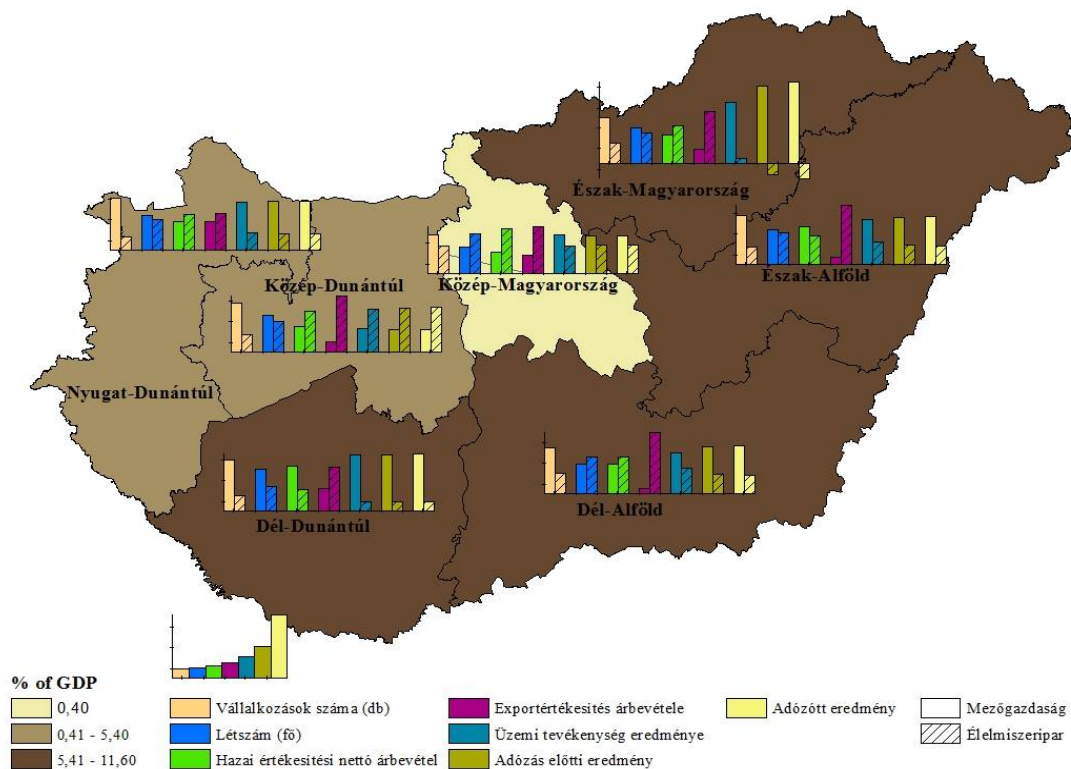 Észak-Magyarország
Észak-Alföld
Közép-Dunántúl
Közép-Magyarország
Nyugat-Dunántúl
Dél-Dunántúl
Dél-Alföld
% of GDP
0,40
0,41 - 5,40
5,41 - 11,60
Vállalkozások száma (db)
Létszám (fő)
Hazai értékesítési nettó árbevétel
Exportértékesítés árbevétele
Üzemi tevékenység eredménye
Adózás előtti eredmény
Adózott eredmény
Mezőgazdaság
Élelmiszeripar